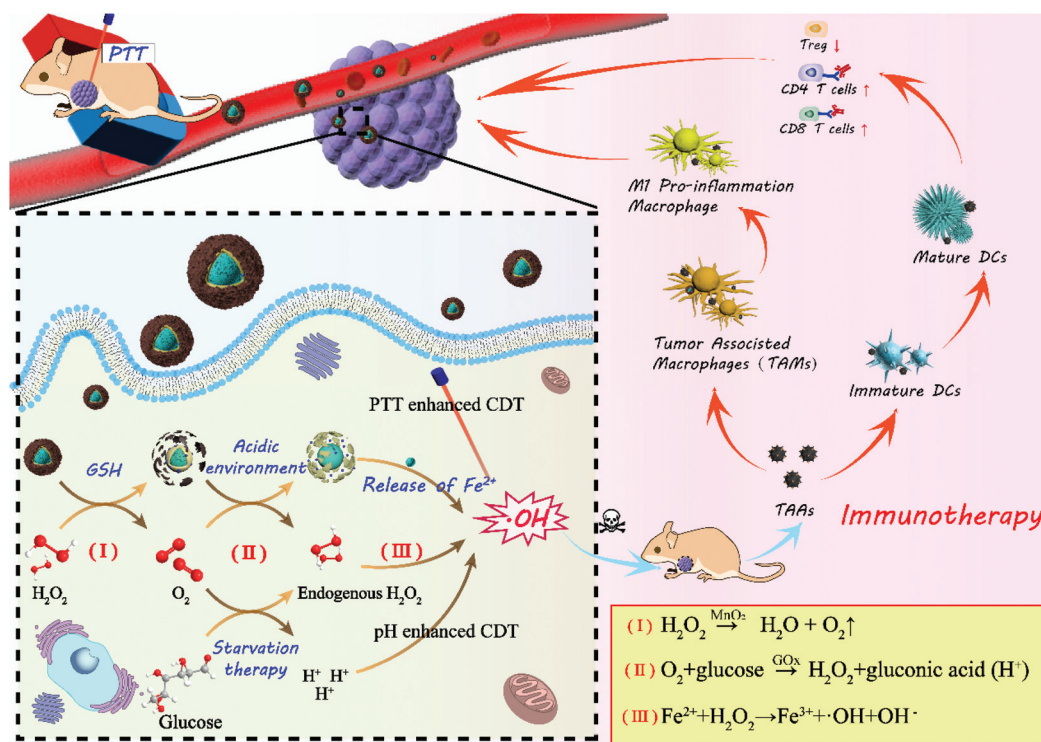 PTT
Treg ↓
CD4 T cells ↑
CD8 T cells ↑
M1 Pro-inflammation
Macrophage
Mature DCs
Tumor Associsted
Macrophages (TAMs)
Immature DCs
TAAs
Immunotherapy
PTT enhanced CDT
GSH
Acidic
environment
Release of Fe²⁺
·OH
(I)
(II)
(III)
H₂O₂
O₂
Endogenous H₂O₂
pH enhanced CDT
Starvation
therapy
H⁺ H⁺
H⁺
Glucose
(I) H₂O₂ MnO₂→ H₂O + O₂↑
(II) O₂+glucose GOx→ H₂O₂+gluconic acid (H⁺)
(III) Fe²⁺+H₂O₂→Fe³⁺+·OH+OH⁻